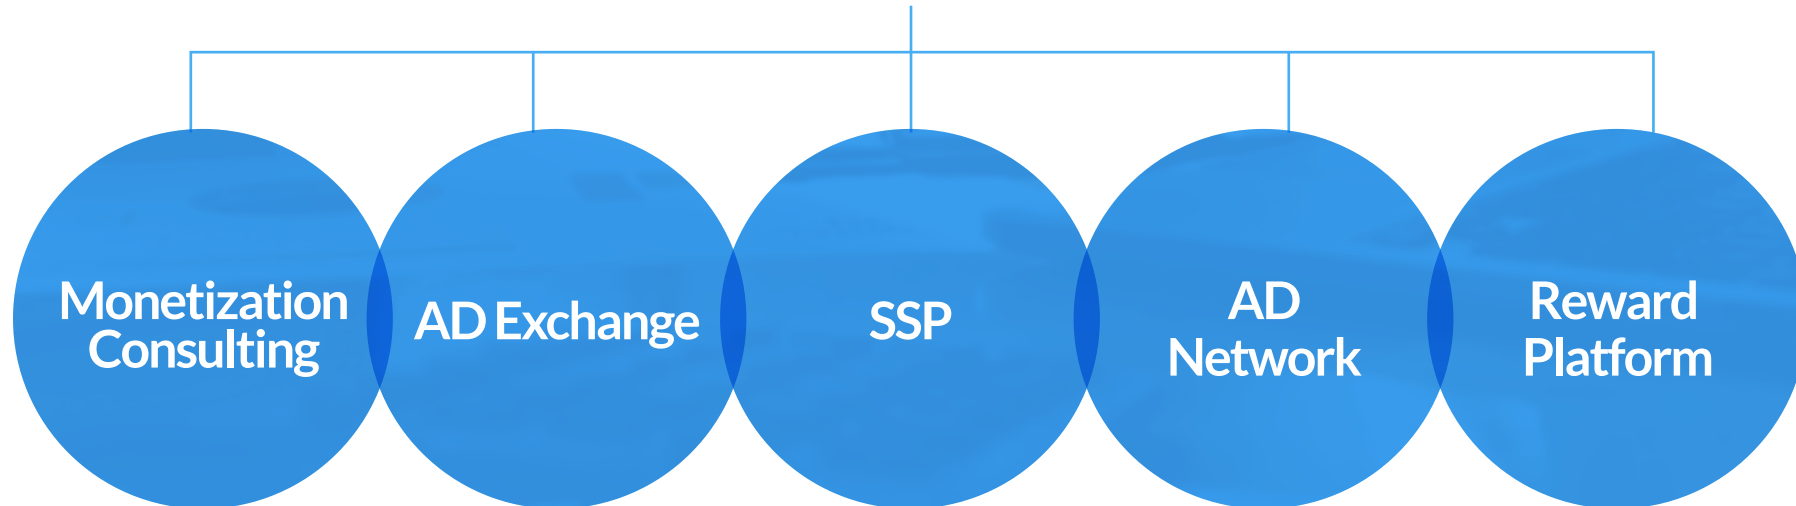 Monetization
Consulting
AD Exchange
SSP
AD
Network
Reward
Platform